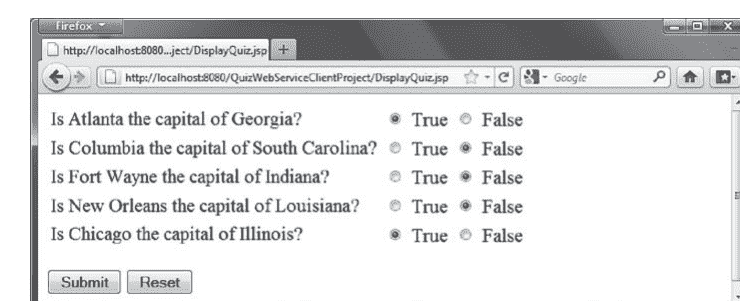 Firefox
http://localhost:8080...ject/DisplayQuiz.jsp +
http://localhost:8080/QuizWebServiceClientProject/DisplayQuiz.jsp Google
Is Atlanta the capital of Georgia? True False
Is Columbia the capital of South Carolina? True False
Is Fort Wayne the capital of Indiana? True False
Is New Orleans the capital of Louisiana? True False
Is Chicago the capital of Illinois? True False
Submit Reset